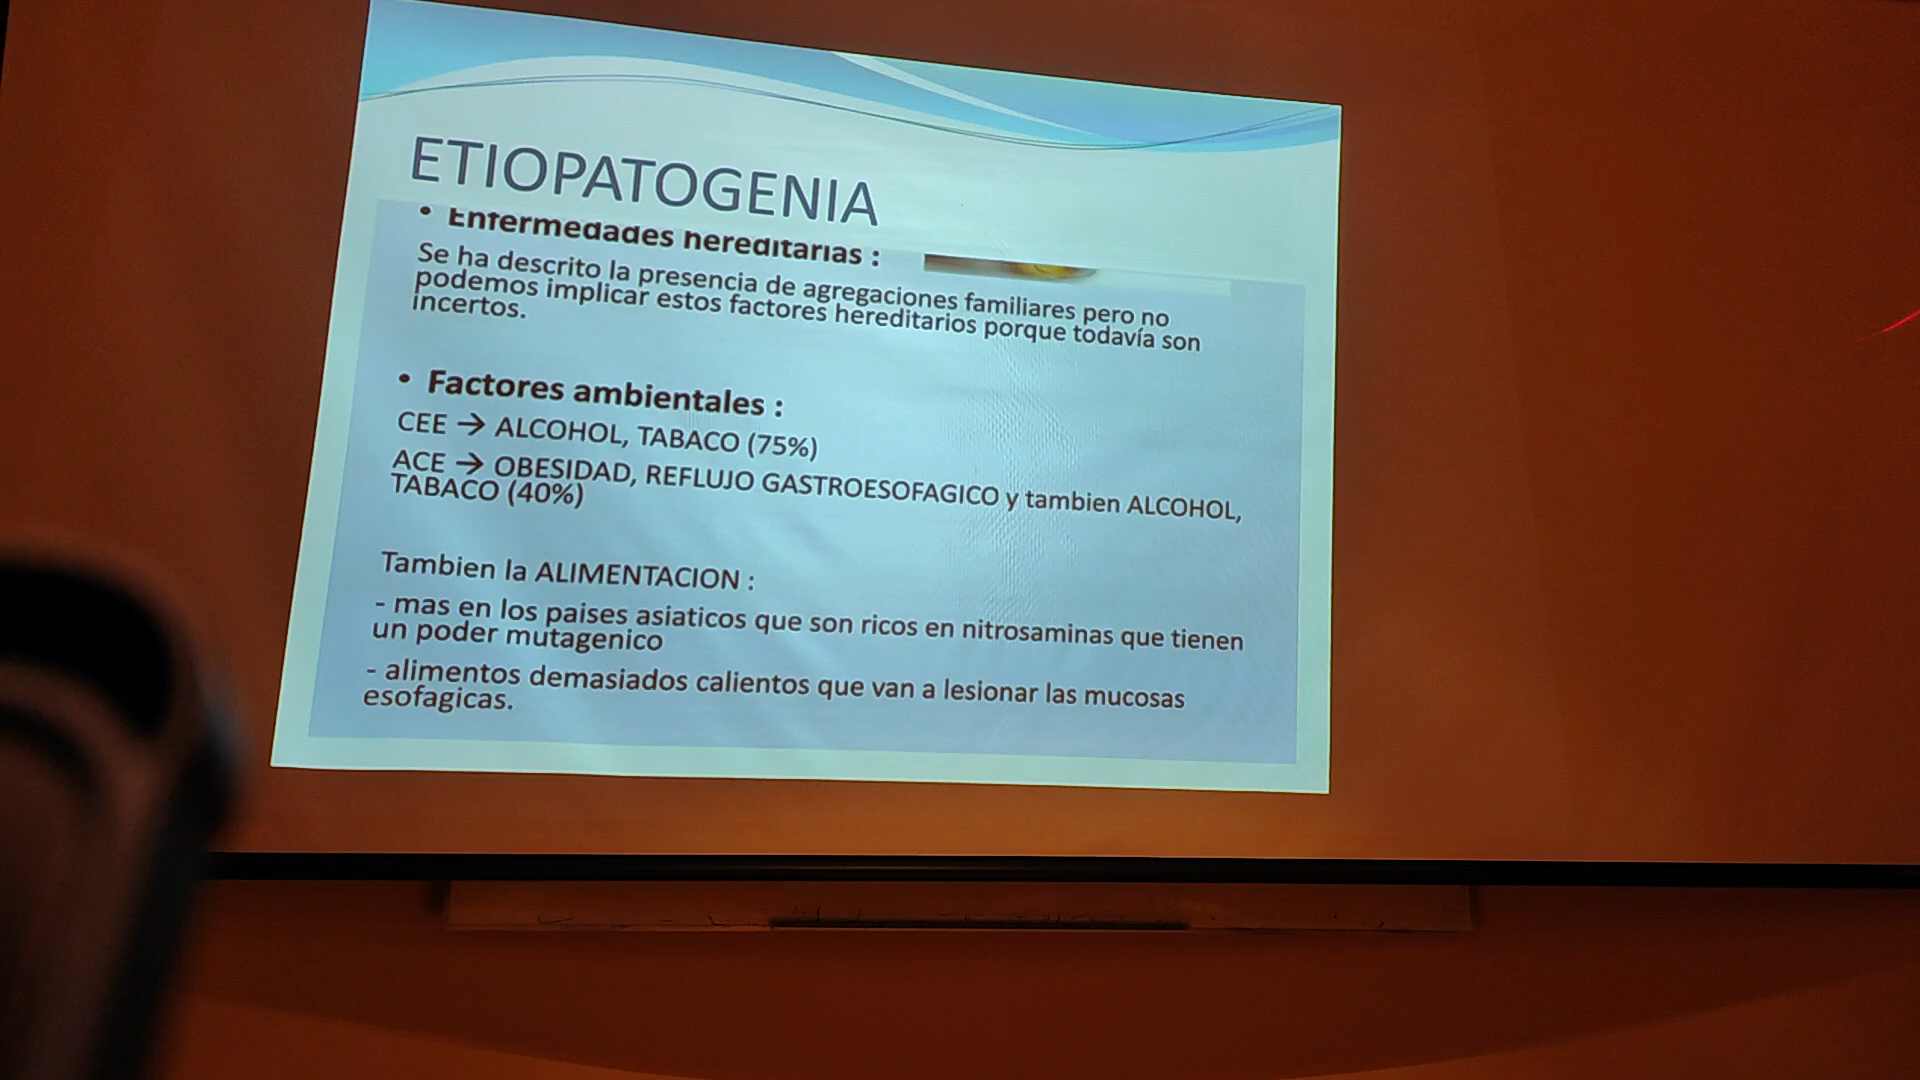 ETIOPATOGENIA
• Enfermedades hereditarias :
Se ha descrito la presencia de agregaciones familiares pero no
podemos implicar estos factores hereditarios porque todavía son
incertos.
• Factores ambientales :
CEE → ALCOHOL, TABACO (75%)
ACE → OBESIDAD, REFLUJO GASTROESOFAGICO y tambien ALCOHOL,
TABACO (40%)
Tambien la ALIMENTACION :
- mas en los paises asiaticos que son ricos en nitrosaminas que tienen
un poder mutagenico
- alimentos demasiados calientos que van a lesionar las mucosas
esofagicas.